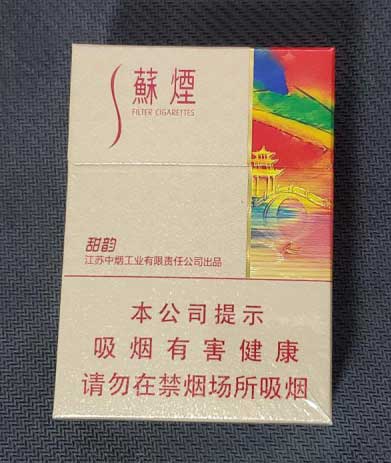 蘇煙
FILTER CIGARETTES
甜韵
江苏中烟工业有限责任公司出品
本公司提示
吸烟有害健康
请勿在禁烟场所吸烟